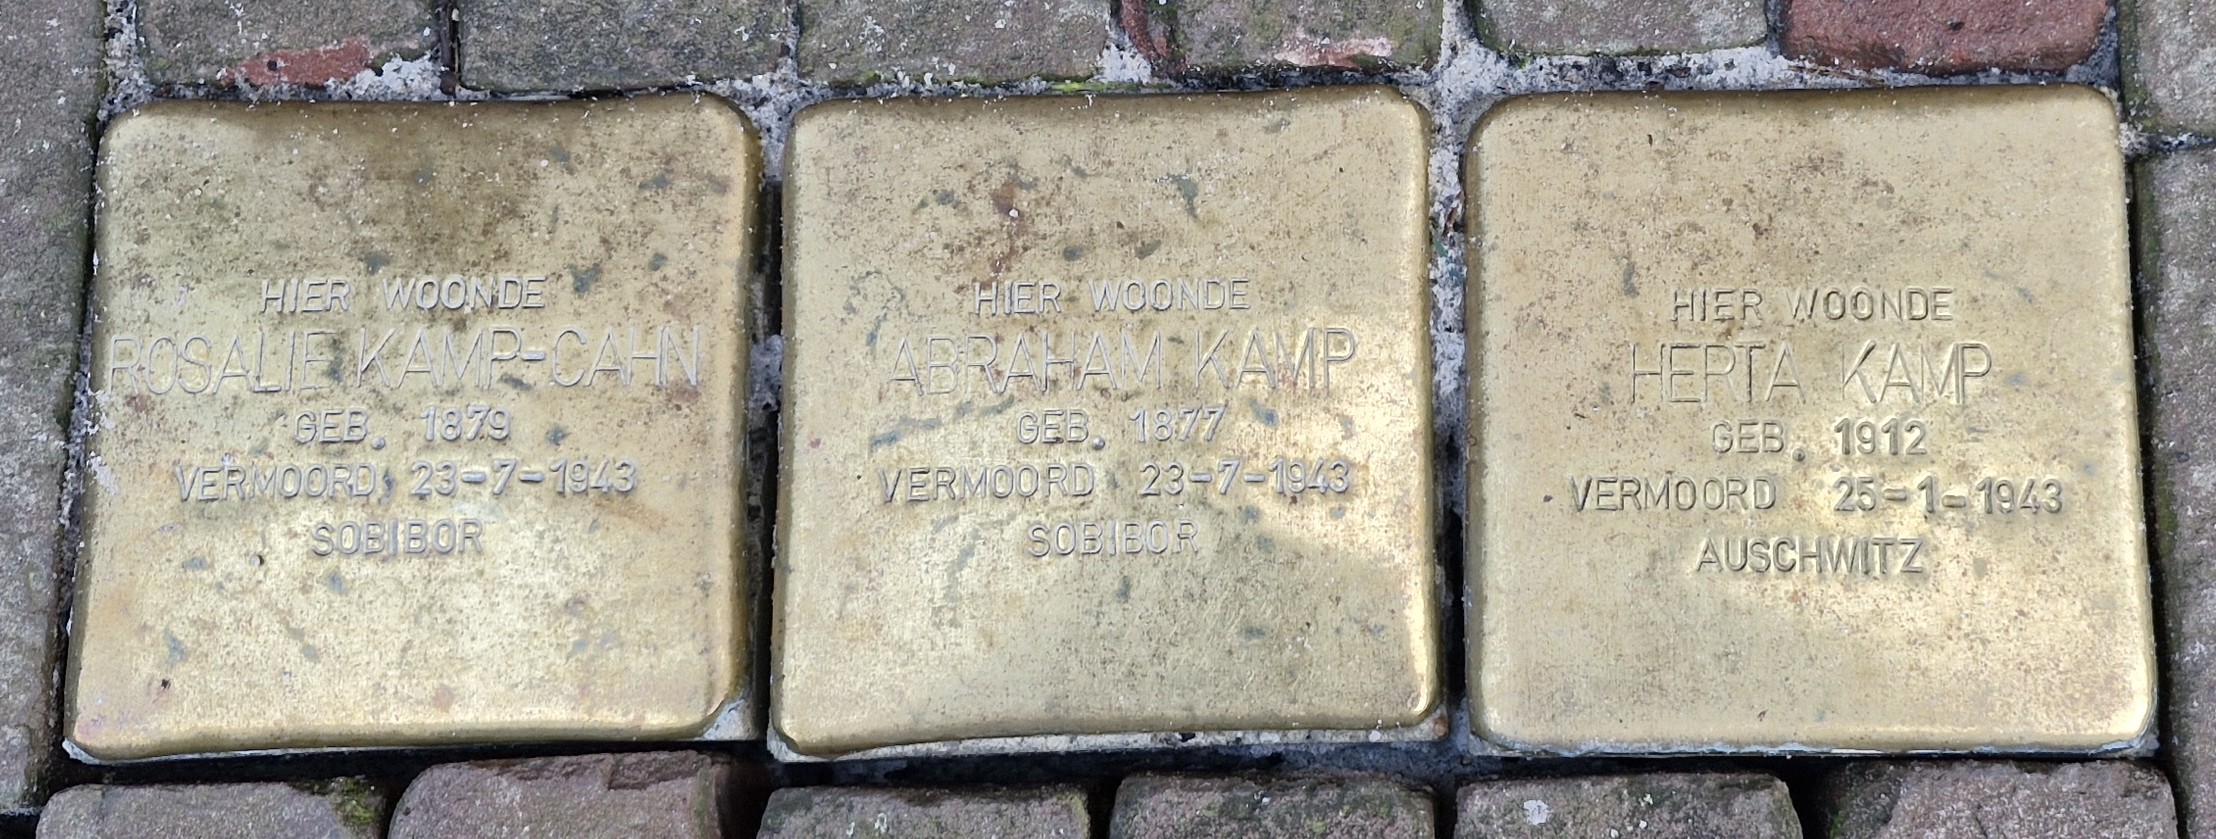 HIER WOONDE
ROSALIE KAMP-CAHN
GEB. 1879
VERMOORD 23-7-1943
SOBIBOR
HIER WOONDE
ABRAHAM KAMP
GEB. 1877
VERMOORD 23-7-1943
SOBIBOR
HIER WOONDE
HERTA KAMP
GEB. 1912
VERMOORD 25-1-1943
AUSCHWITZ